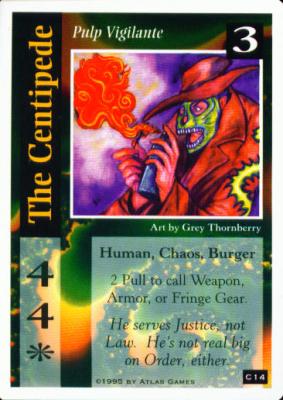 Pulp Vigilante
3
The Centipede
Art by Grey Thornberry
Human, Chaos, Burger
2 Pull to call Weapon,
Armor, or Fringe Gear.
He serves Justice, not
Law. He's not real big
on Order, either.
4
4
*
©1995 BY ATLAS GAMES
C14